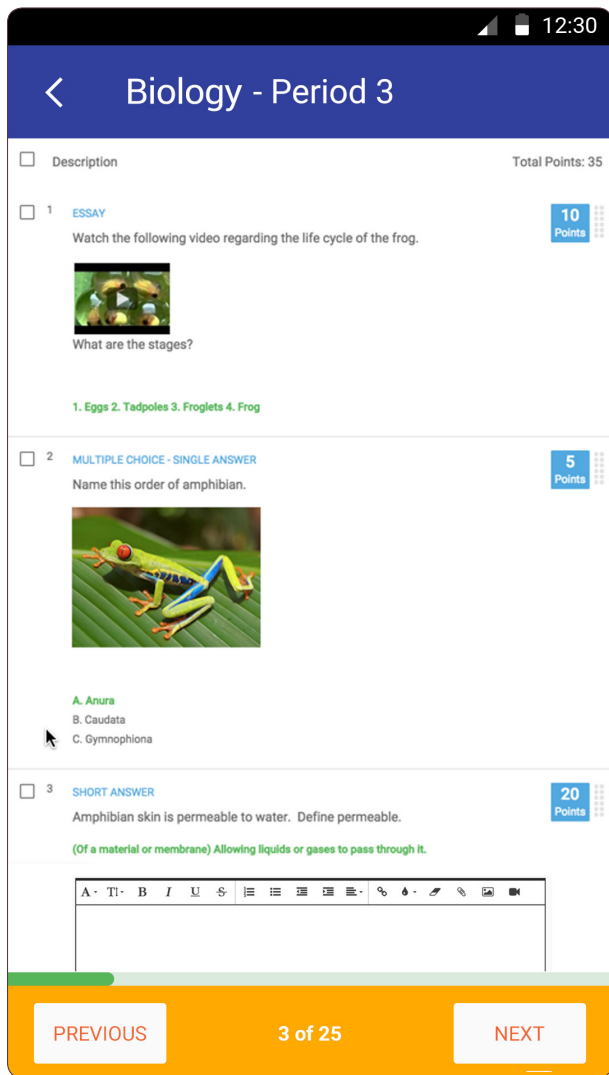 12:30
Biology - Period 3
Description Total Points: 35
1 ESSAY 10 Points
Watch the following video regarding the life cycle of the frog.
What are the stages?
1. Eggs 2. Tadpoles 3. Froglets 4. Frog
2 MULTIPLE CHOICE - SINGLE ANSWER 5 Points
Name this order of amphibian.
A. Anura
B. Caudata
C. Gymnophiona
3 SHORT ANSWER 20 Points
Amphibian skin is permeable to water. Define permeable.
(Of a material or membrane) Allowing liquids or gases to pass through it.
A TI B I U S
PREVIOUS 3 of 25 NEXT